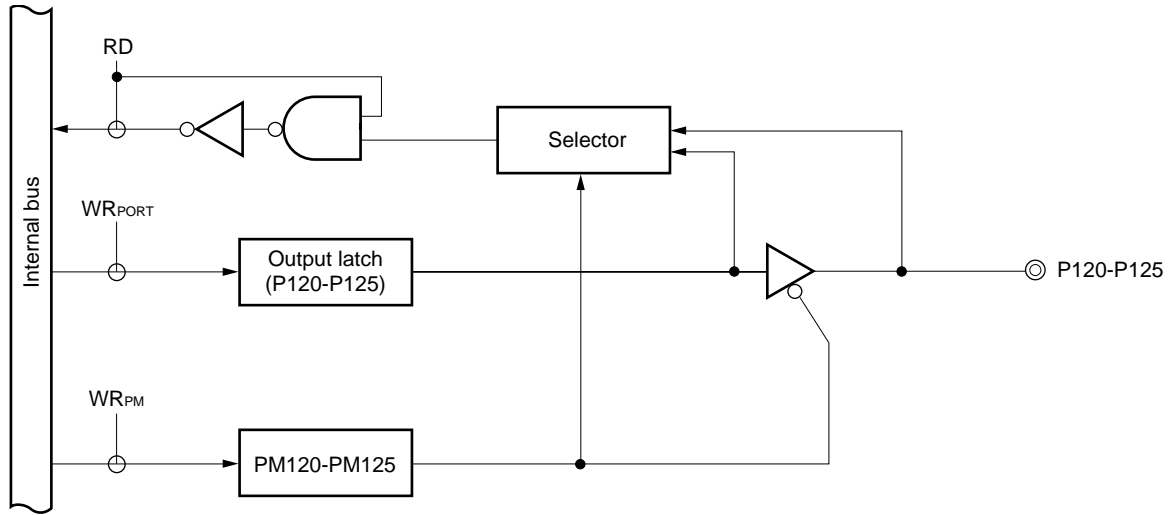 RD
Selector
Internal bus
WRPORT
Output latch
(P120-P125)
P120-P125
WRPM
PM120-PM125